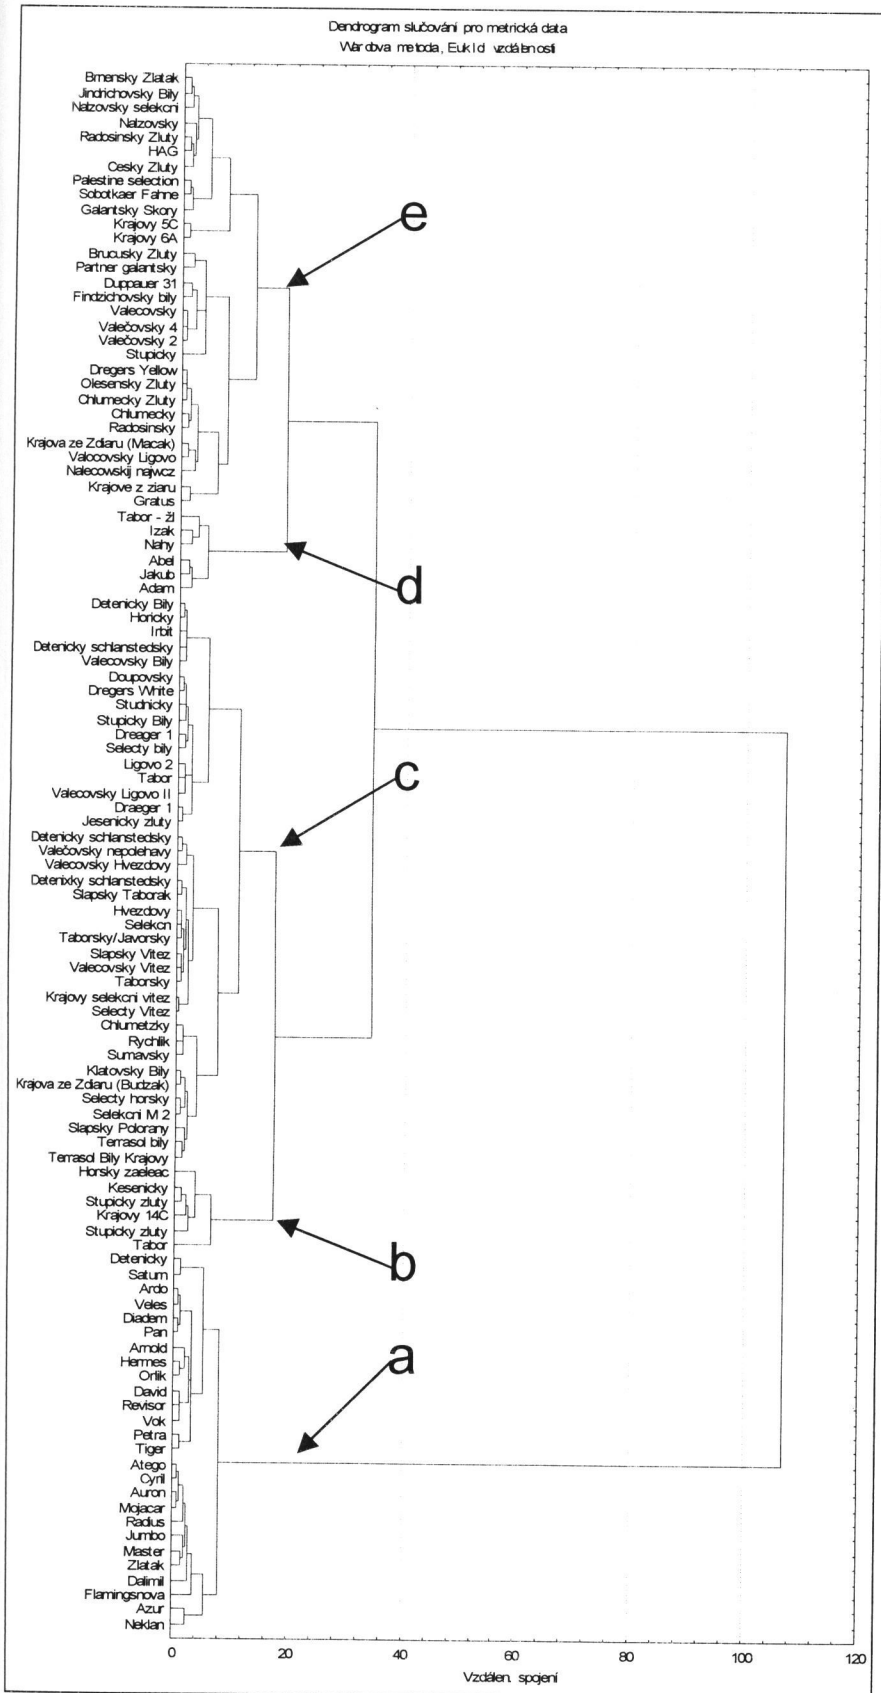 Dendrogram slučování pro metrická data
Wardova metoda, Euklid vzdálenosti
Brnensky Zlatak
Jindrichovsky Bily
Nalzovsky selekcni
Nalzovsky
Radosinsky Zluty
HAG
Cesky Zluty
Palestine selection
Sobotkaer Fahne
Galantsky Skory
Krajovy 5C
Krajovy 6A
Brucusky Zluty
Partner galantsky
Duppauer 31
Findzichovsky bily
Valecovsky
Valečovsky 4
Valečovsky 2
Stupicky
Dregers Yellow
Olesensky Zluty
Chlumecky Zluty
Chlumecky
Radosinsky
Krajova ze Zdiaru (Macak)
Valocovsky Ligovo
Nalecowskij najwcz
Krajove z ziaru
Gratus
Tabor - žl
Izak
Nahy
Abel
Jakub
Adam
Detenicky Bily
Horicky
Irbit
Detenicky schlanstedsky
Valecovsky Bily
Doupovsky
Dregers White
Studnicky
Stupicky Bily
Dreager 1
Selecty bily
Ligovo 2
Tabor
Valecovsky Ligovo II
Draeger 1
Jesenicky zluty
Detenicky schlanstedsky
Valečovsky nepolehavy
Valecovsky Hvezdovy
Detenixky schlanstedsky
Slapsky Taborak
Hvezdovy
Selekcn
Taborsky/Javorsky
Slapsky Vitez
Valecovsky Vitez
Taborsky
Krajovy selekcni vitez
Selecty Vitez
Chlumetzky
Rychlik
Sumavsky
Klatovsky Bily
Krajova ze Zdiaru (Budzak)
Selecty horsky
Selekcni M 2
Slapsky Polorany
Terrasol bily
Terrasol Bily Krajovy
Horsky zaeleac
Kesenicky
Stupicky zluty
Krajovy 14C
Stupicky zluty
Tabor
Detenicky
Saturn
Ardo
Veles
Diadem
Pan
Arnold
Hermes
Orlik
David
Revisor
Vok
Petra
Tiger
Atego
Cyril
Auron
Mojacar
Radius
Jumbo
Master
Zlatak
Dalimil
Flamingsnova
Azur
Neklan
e
d
c
b
a
0 20 40 60 80 100 120
Vzdálen. spojení